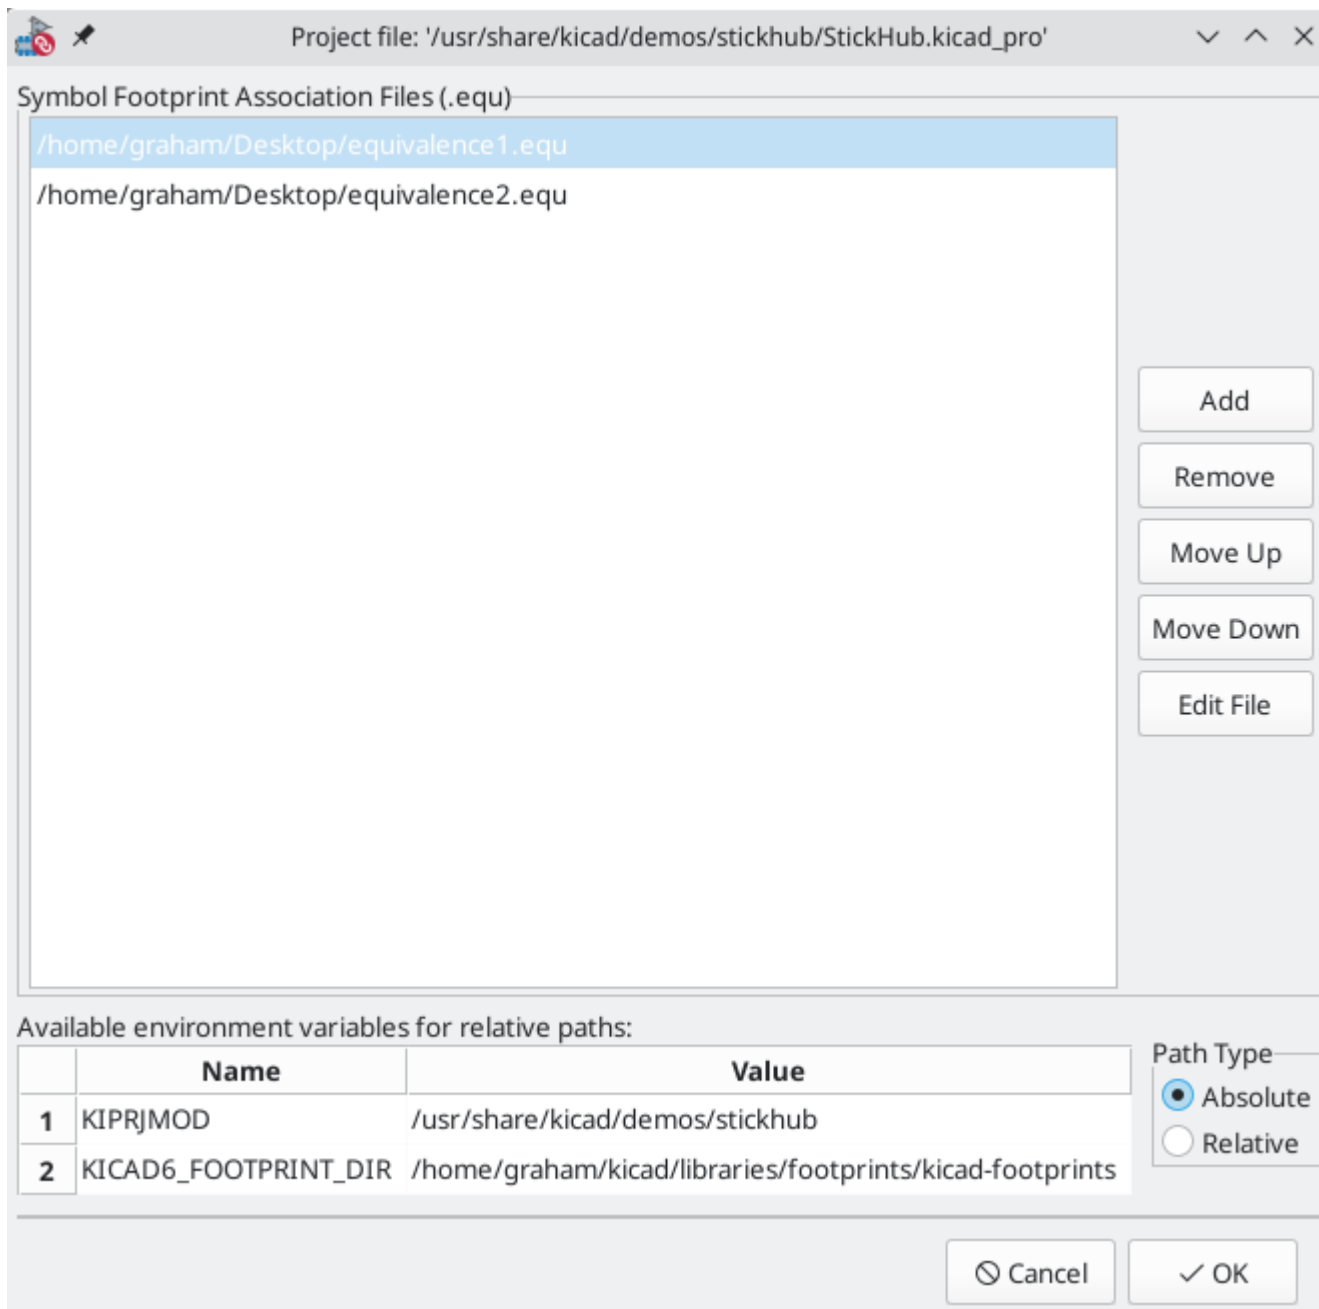 Project file: '/usr/share/kicad/demos/stickhub/StickHub.kicad_pro'
Symbol Footprint Association Files (.equ)
/home/graham/Desktop/equivalence1.equ
/home/graham/Desktop/equivalence2.equ
Add
Remove
Move Up
Move Down
Edit File
Available environment variables for relative paths:
Name Value
1 KIPRJMOD /usr/share/kicad/demos/stickhub
2 KICAD6_FOOTPRINT_DIR /home/graham/kicad/libraries/footprints/kicad-footprints
Path Type
Absolute
Relative
Cancel OK